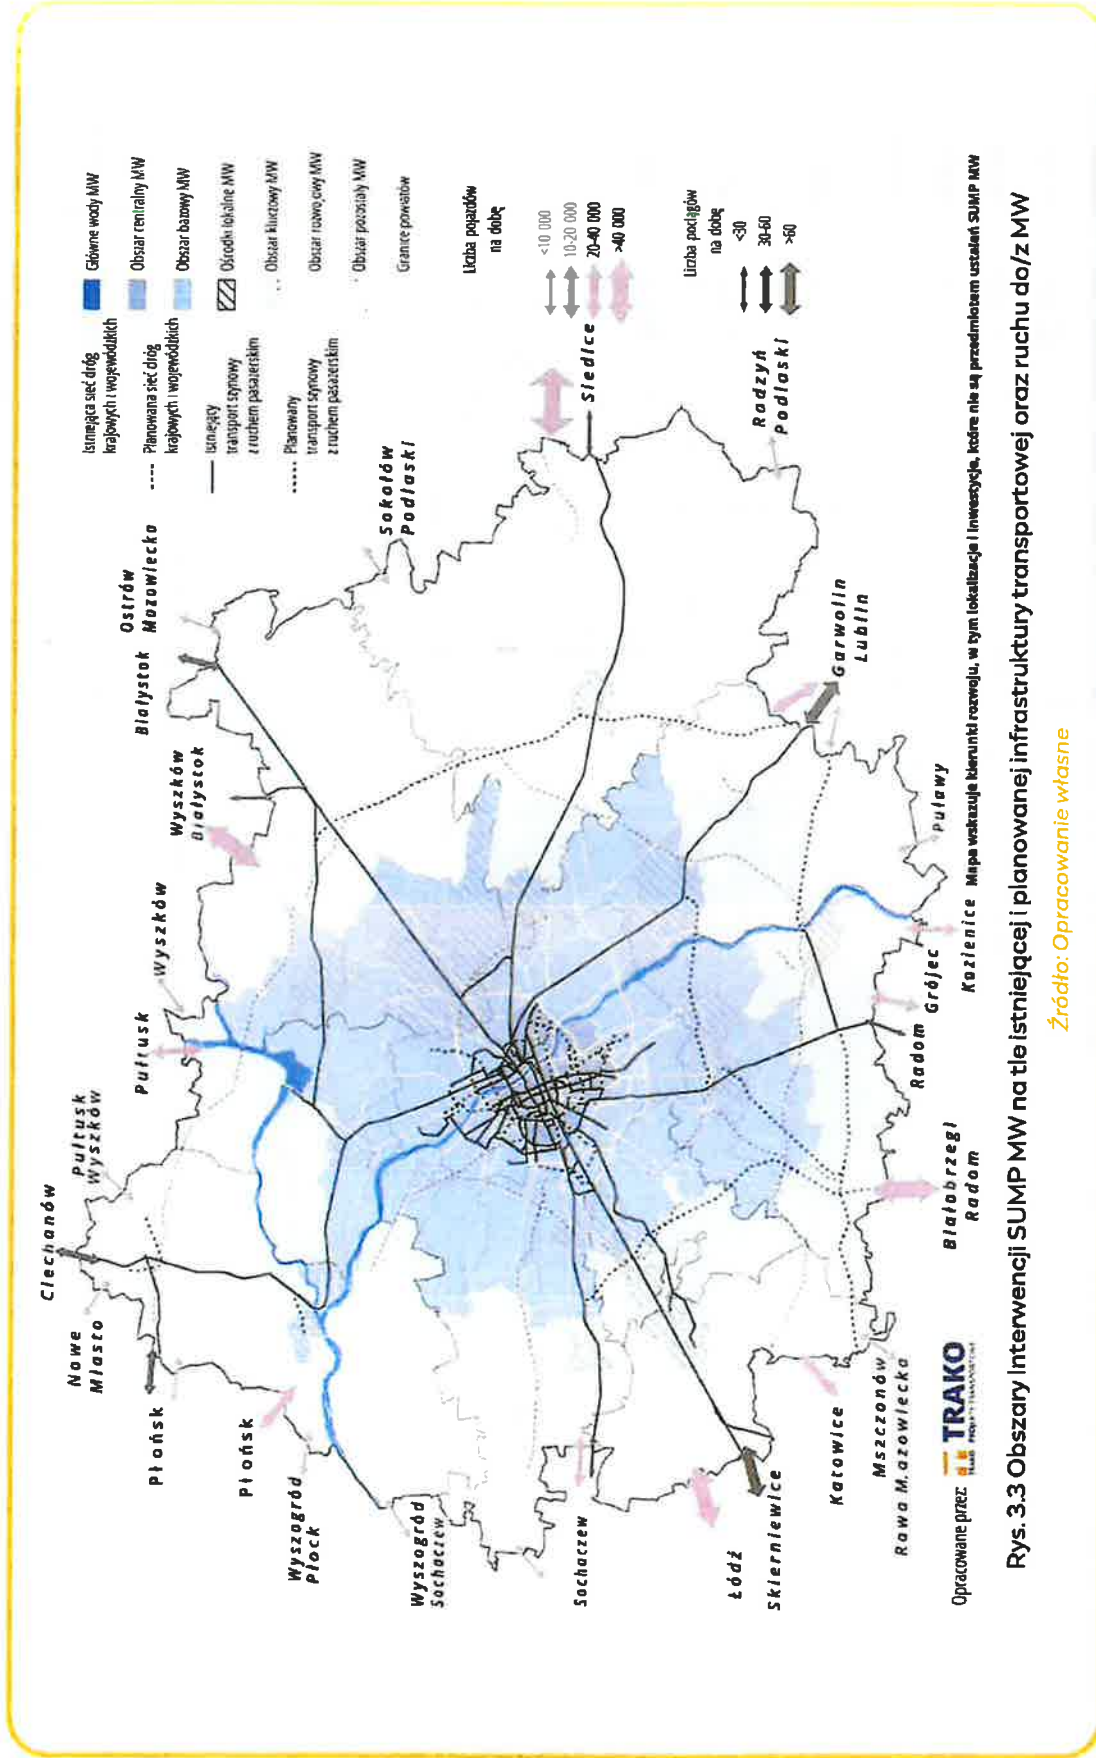 Ciechanów
Nowe
Miasto
Pułtusk
Wyszków
Pułtusk
Wyszków
Wyszków
Białystok
Białystok
Ostrów
Mazowiecka
Sokołów
Podlaski
Siedlce
Radzyń
Podlaski
Garwolin
Lublin
Puławy
Kozienice
Grójec
Radom
Białobrzegi
Radom
Mszczonów
Rawa Mazowiecka
Katowice
Skierniewice
Łódź
Sochaczew
Wyszogród
Sochaczew
Wyszogród
Płock
Płońsk
Płońsk
Istniejąca sieć dróg
krajowych i wojewódzkich
Planowana sieć dróg
krajowych i wojewódzkich
Istniejący
transport szynowy
z ruchem pasażerskim
Planowany
transport szynowy
z ruchem pasażerskim
Główne wody MW
Obszar centralny MW
Obszar bazowy MW
Ośrodki lokalne MW
Obszar kluczowy MW
Obszar rozwojowy MW
Obszar pozostały MW
Granice powiatów
Liczba pojazdów
na dobę
<10 000
10-20 000
20-40 000
>40 000
Liczba pociągów
na dobę
<30
30-60
>60
Mapa wskazuje kierunki rozwoju, w tym lokalizacje i inwestycje, które nie są przedmiotem ustaleń SUMP MW
Opracowane przez:
TRAKO
Rys. 3.3 Obszary Interwencji SUMP MW na tle istniejącej i planowanej infrastruktury transportowej oraz ruchu do/z MW
Źródło: Opracowanie własne